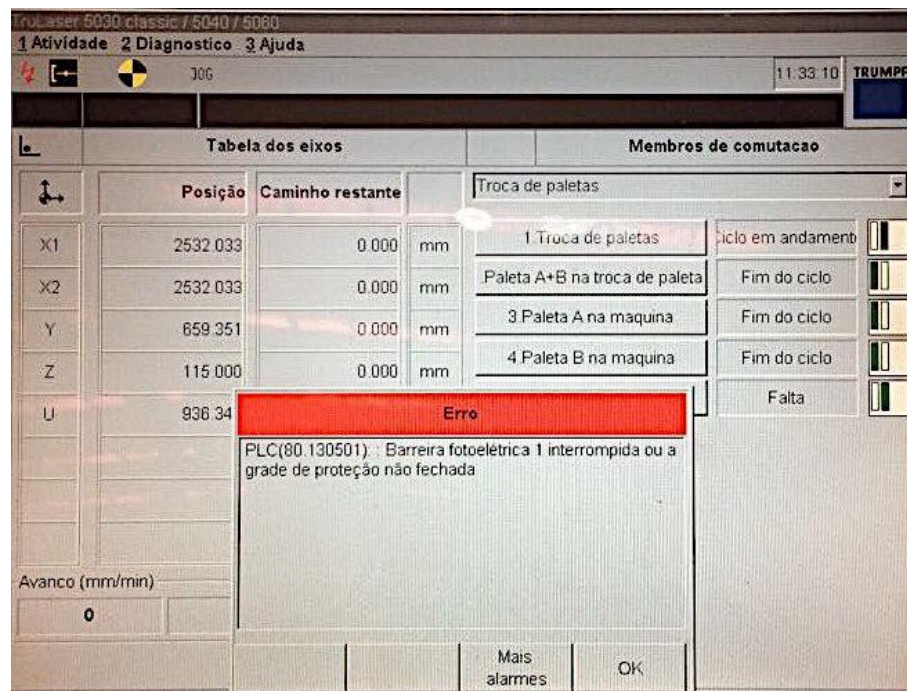 TruLaser 5030 classic / 5040 / 5060
1 Atividade 2 Diagnostico 3 Ajuda
JOG 11:33:10 TRUMPF
Tabela dos eixos Membros de comutacao
Posição Caminho restante Troca de paletas
X1 2532.033 0.000 mm 1.Troca de paletas iclo em andament
X2 2532.033 0.000 mm Paleta A+B na troca de paleta Fim do ciclo
Y 659.351 0.000 mm 3.Paleta A na maquina Fim do ciclo
Z 115.000 0.000 mm 4.Paleta B na maquina Fim do ciclo
U 936.34 Falta
Erro
PLC(80.130501): : Barreira fotoelétrica 1 interrompida ou a
grade de proteção não fechada
Avanco (mm/min)
0
Mais
alarmes OK